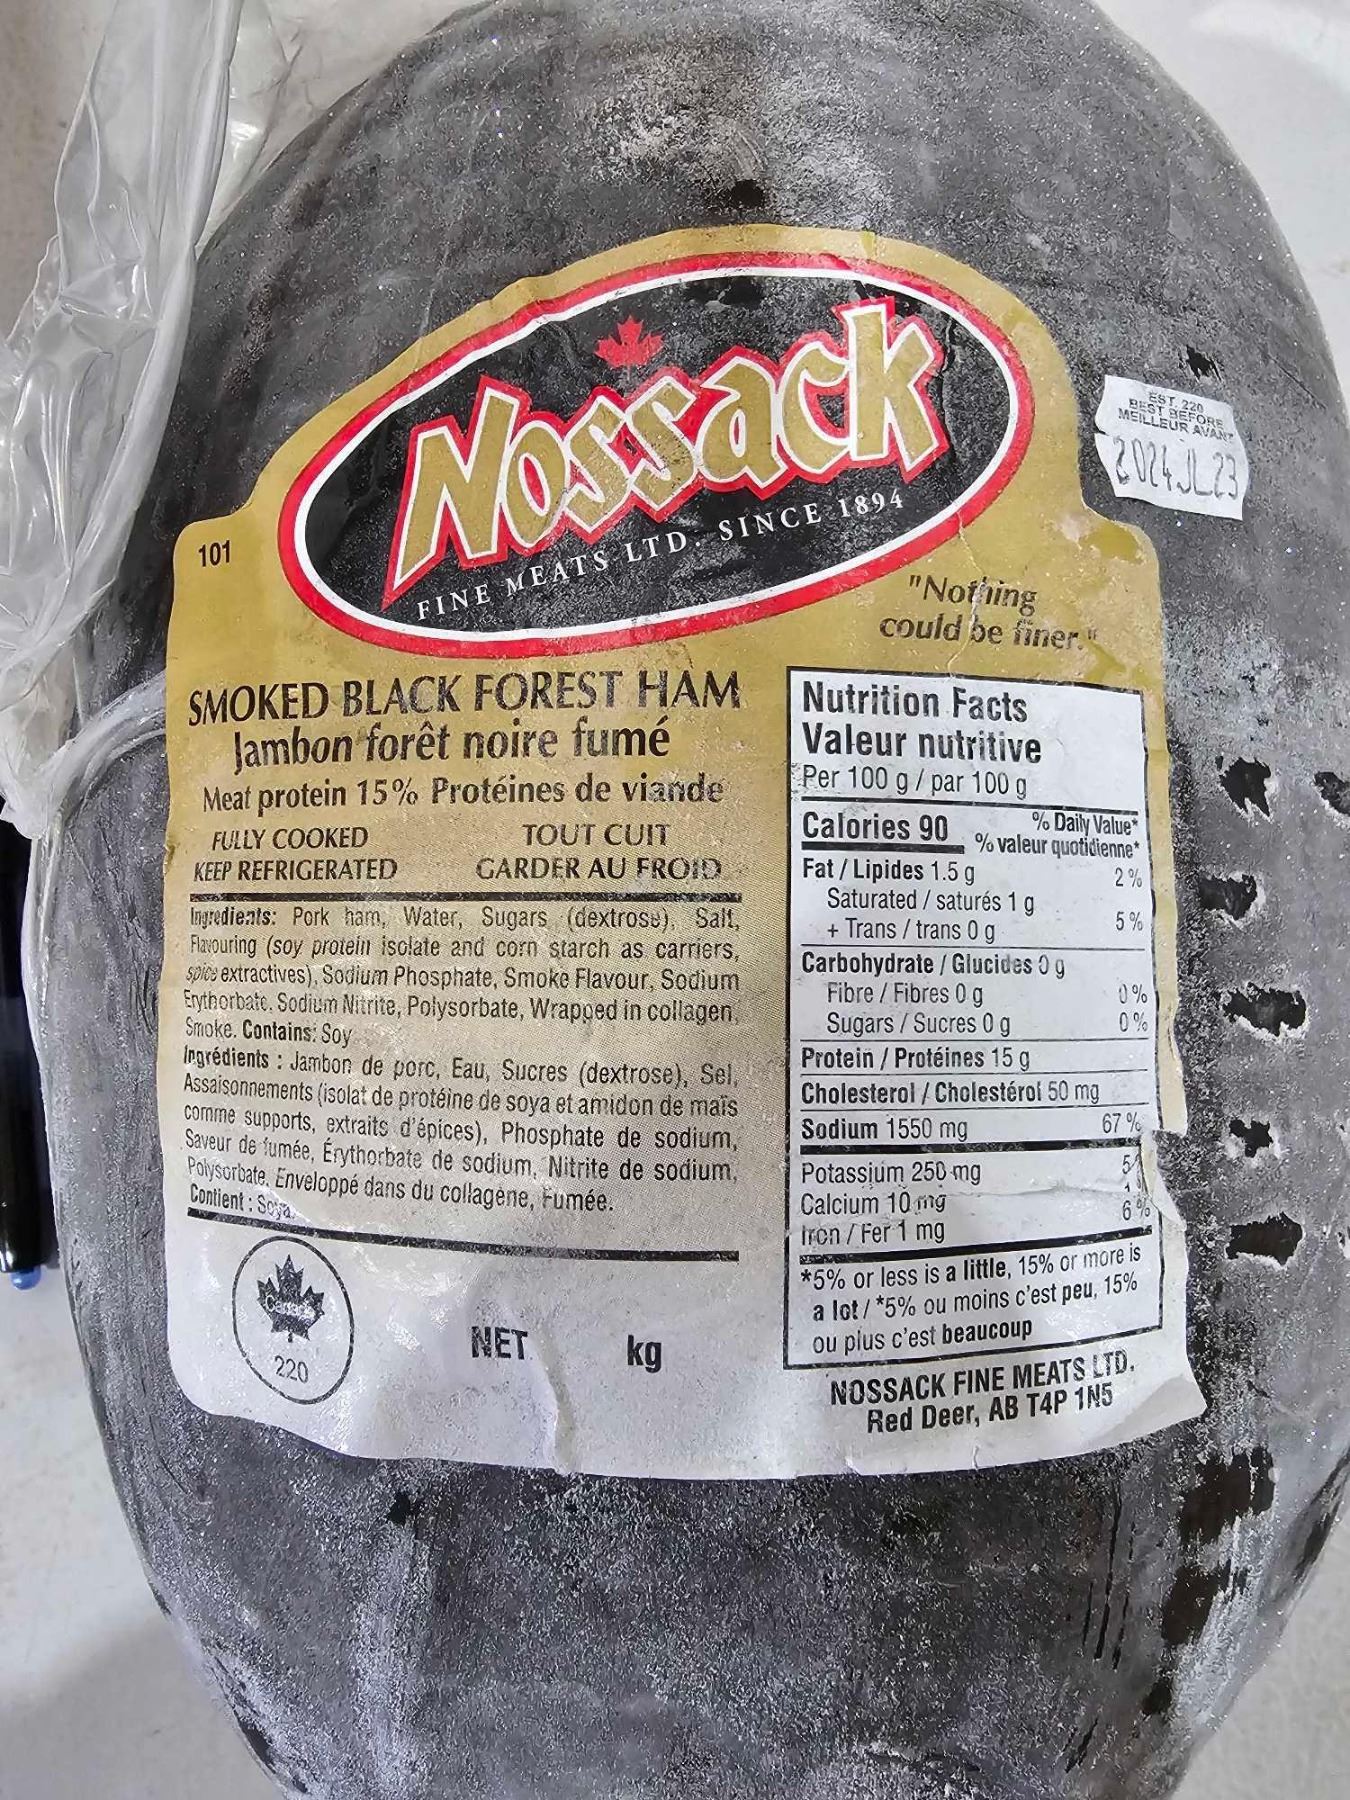 Nossack
FINE MEATS LTD. SINCE 1894
101
"Nothing
could be finer."
EST. 220
BEST BEFORE
MEILLEUR AVANT
2024 JL 23
SMOKED BLACK FOREST HAM
Jambon forêt noire fumé
Meat protein 15% Protéines de viande
FULLY COOKED TOUT CUIT
KEEP REFRIGERATED GARDER AU FROID
Ingredients: Pork ham, Water, Sugars (dextrose), Salt,
Flavouring (soy protein isolate and corn starch as carriers,
spice extractives), Sodium Phosphate, Smoke Flavour, Sodium
Erythorbate, Sodium Nitrite, Polysorbate, Wrapped in collagen,
Smoke. Contains: Soy
Ingrédients : Jambon de porc, Eau, Sucres (dextrose), Sel,
Assaisonnements (isolat de protéine de soya et amidon de maïs
comme supports, extraits d'épices), Phosphate de sodium,
Saveur de fumée, Érythorbate de sodium, Nitrite de sodium,
Polysorbate, Enveloppé dans du collagène, Fumée.
Contient : Soya.
Canada
220
NET kg
Nutrition Facts
Valeur nutritive
Per 100 g / par 100 g
Calories 90
% Daily Value*
% valeur quotidienne*
Fat / Lipides 1.5 g 2 %
Saturated / saturés 1 g
+ Trans / trans 0 g 5 %
Carbohydrate / Glucides 0 g
Fibre / Fibres 0 g 0 %
Sugars / Sucres 0 g 0 %
Protein / Protéines 15 g
Cholesterol / Cholestérol 50 mg
Sodium 1550 mg 67 %
Potassium 250 mg 5
Calcium 10 mg 1
Iron / Fer 1 mg 6 %
*5% or less is a little, 15% or more is
a lot / *5% ou moins c'est peu, 15%
ou plus c'est beaucoup
NOSSACK FINE MEATS LTD.
Red Deer, AB T4P 1N5